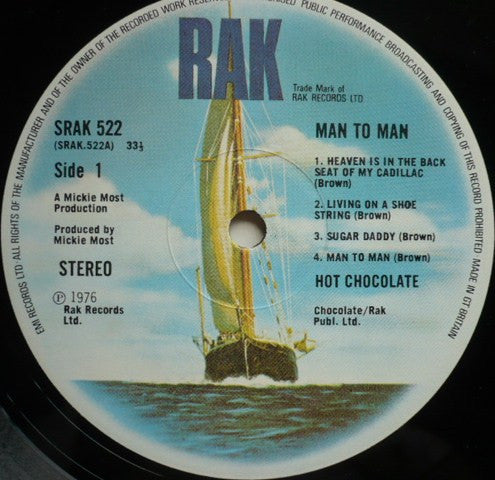 EMI RECORDS LTD·ALL RIGHTS OF THE MANUFACTURER AND OF THE OWNER OF THE RECORDED WORK RESERVED
PUBLIC PERFORMANCE BROADCASTING AND COPYING OF THIS RECORD PROHIBITED MADE IN GT BRITAIN
RAK
Trade Mark of
RAK RECORDS LTD
SRAK 522
(SRAK.522A) 33⅓
Side 1
A Mickie Most
Production
Produced by
Mickie Most
STEREO
Ⓟ 1976
Rak Records
Ltd.
MAN TO MAN
1. HEAVEN IS IN THE BACK
SEAT OF MY CADILLAC
(Brown)
2. LIVING ON A SHOE
STRING (Brown)
3. SUGAR DADDY (Brown)
4. MAN TO MAN (Brown)
HOT CHOCOLATE
Chocolate/Rak
Publ. Ltd.